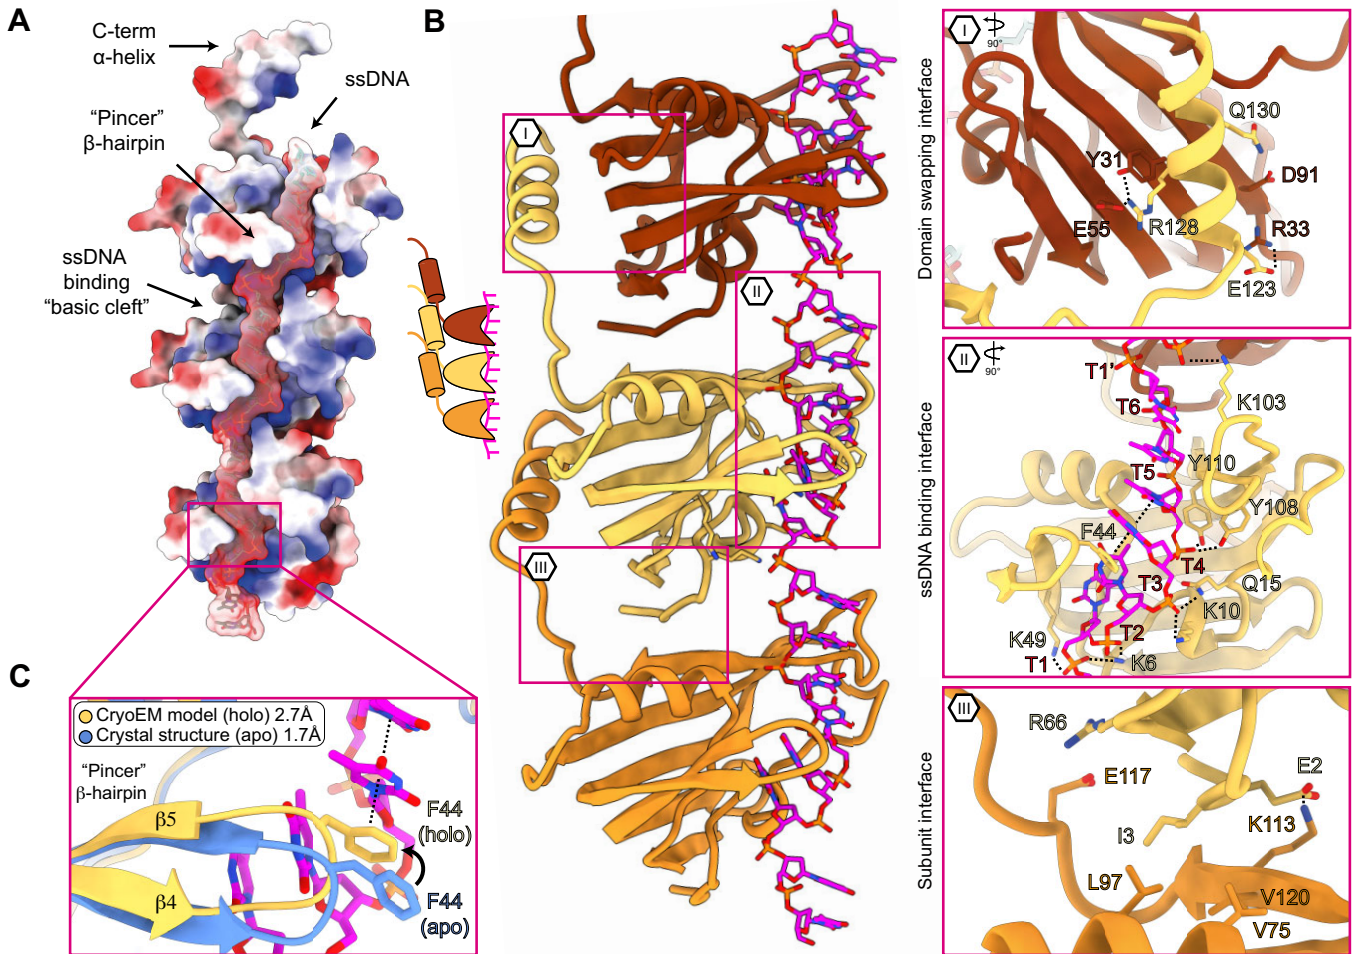 A
C-term
α-helix
ssDNA
“Pincer”
β-hairpin
ssDNA
binding
“basic cleft”
B
I
II
III
Domain swapping interface
I
90°
Q130
Y31
D91
E55
R128
R33
E123
ssDNA binding interface
II
90°
T1’
T6
K103
Y110
T5
Y108
F44
T4
T3
Q15
K10
K49
T2
T1
K6
Subunit interface
III
R66
E117
E2
I3
K113
L97
V120
V75
C
CryoEM model (holo) 2.7Å
Crystal structure (apo) 1.7Å
“Pincer”
β-hairpin
β5
F44
(holo)
β4
F44
(apo)